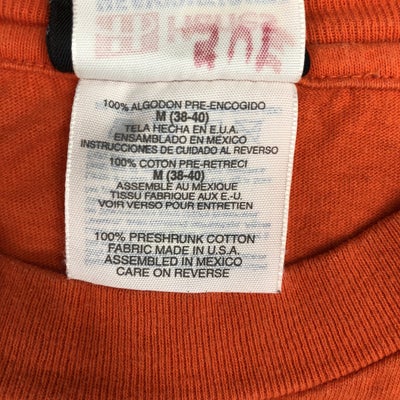 100% ALGODON PRE-ENCOGIDO
M (38-40)
TELA HECHA EN E.U.A.
ENSAMBLADO EN MÉXICO
INSTRUCCIONES DE CUIDADO AL REVERSO
100% COTON PRE-RETRECI
M (38-40)
ASSEMBLE AU MEXIQUE
TISSU FABRIQUE AUX E.-U.
VOIR VERSO POUR ENTRETIEN
100% PRESHRUNK COTTON
FABRIC MADE IN U.S.A.
ASSEMBLED IN MEXICO
CARE ON REVERSE